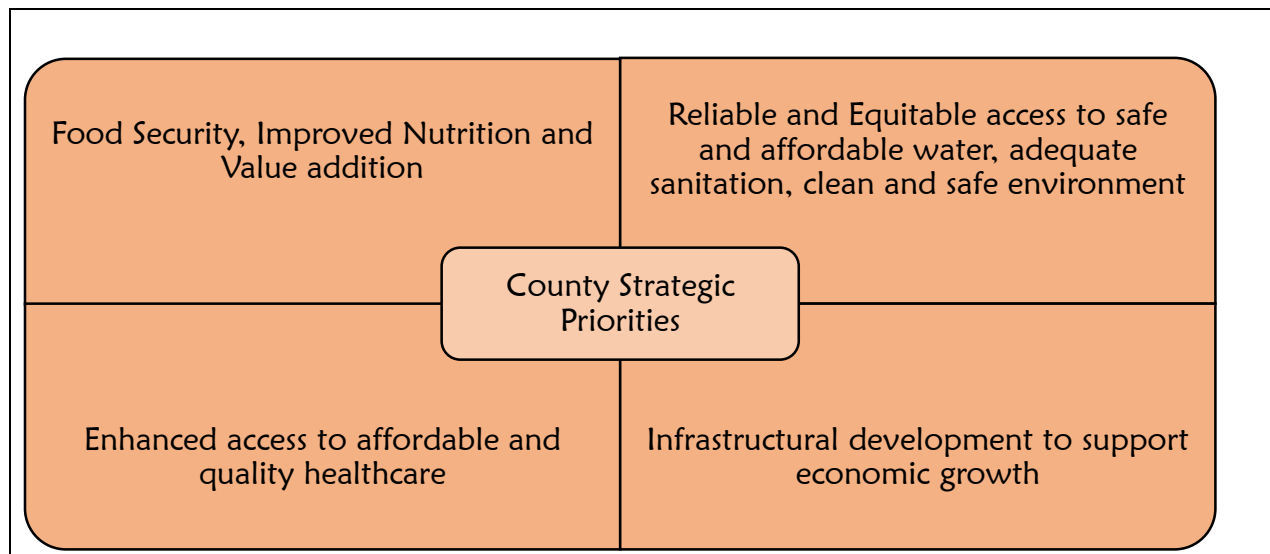 Food Security, Improved Nutrition and
Value addition
Reliable and Equitable access to safe
and affordable water, adequate
sanitation, clean and safe environment
County Strategic
Priorities
Enhanced access to affordable and
quality healthcare
Infrastructural development to support
economic growth